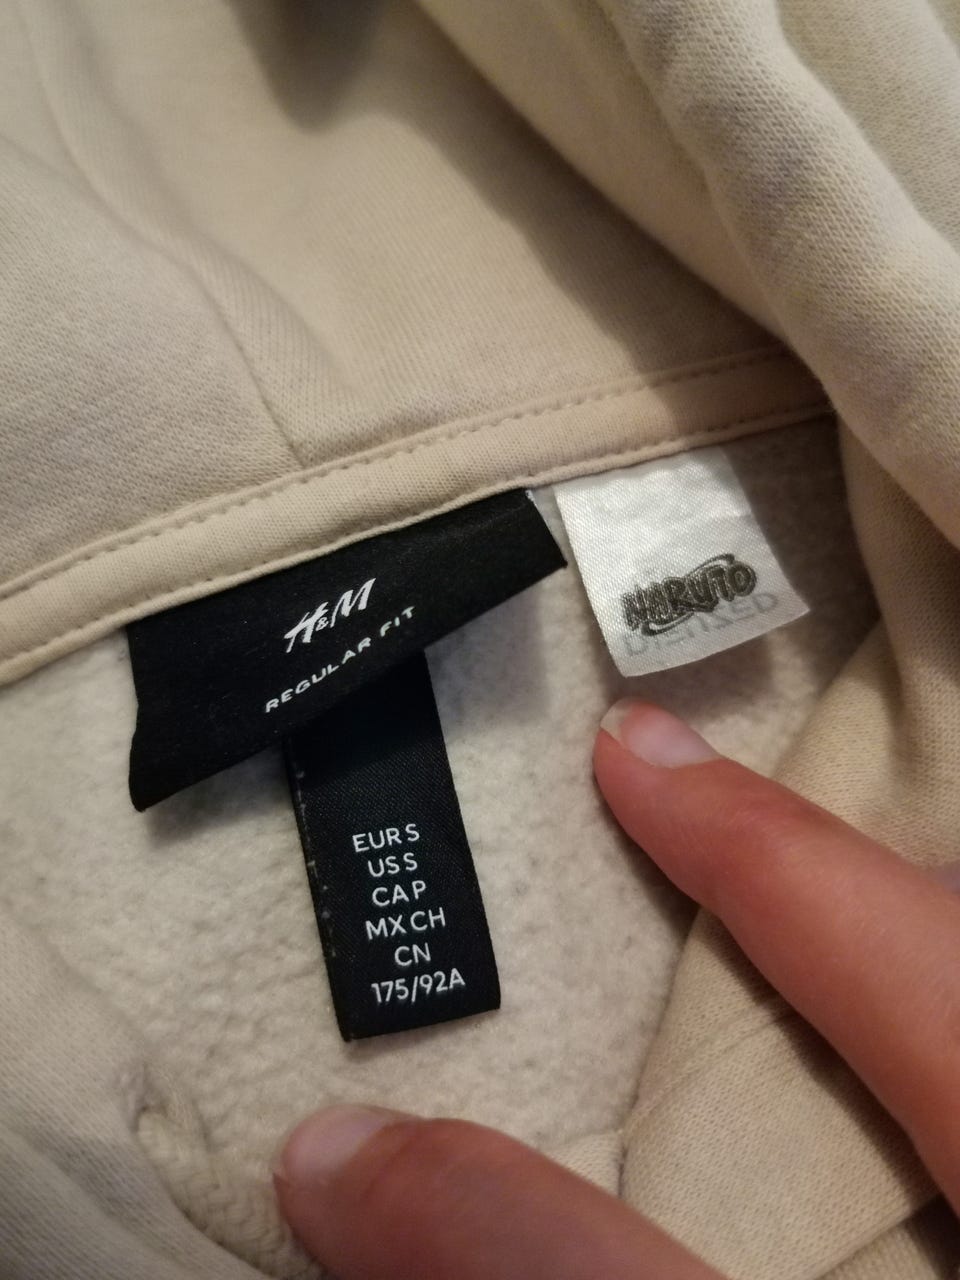 H&M
REGULAR FIT
EUR S
US S
CA P
MX CH
CN
175/92A
NARUTO